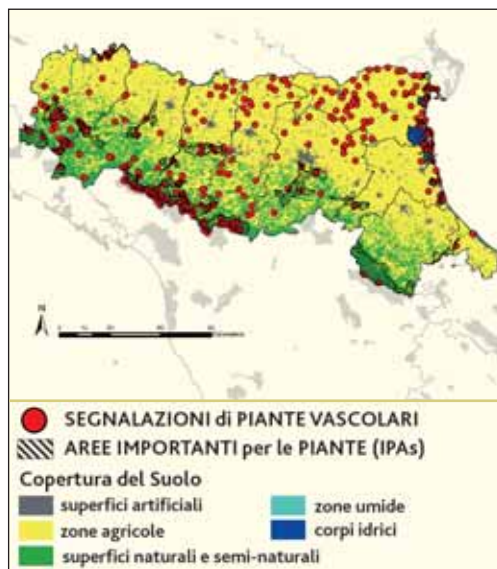 N
SEGNALAZIONI di PIANTE VASCOLARI
AREE IMPORTANTI per le PIANTE (IPAs)
Copertura del Suolo
superfici artificiali
zone umide
zone agricole
corpi idrici
superfici naturali e semi-naturali